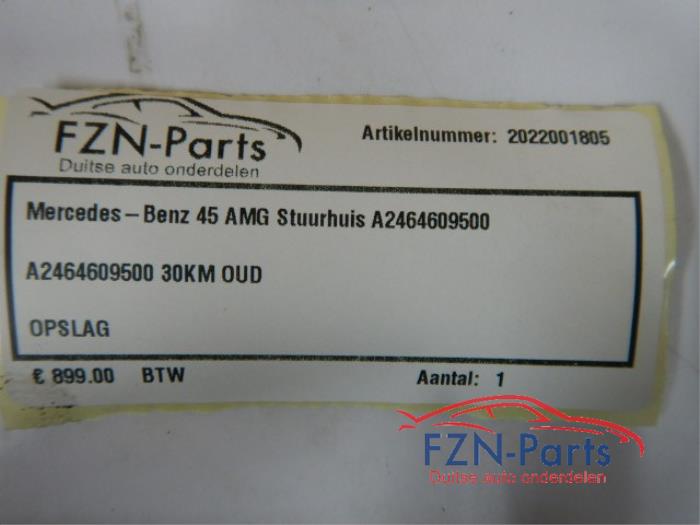 FZN-Parts
Duitse auto onderdelen
Artikelnummer: 2022001805
Mercedes-Benz 45 AMG Stuurhuis A2464609500
A2464609500 30KM OUD
OPSLAG
€ 899.00 BTW
Aantal: 1
FZN-Parts
Duitse auto onderdelen